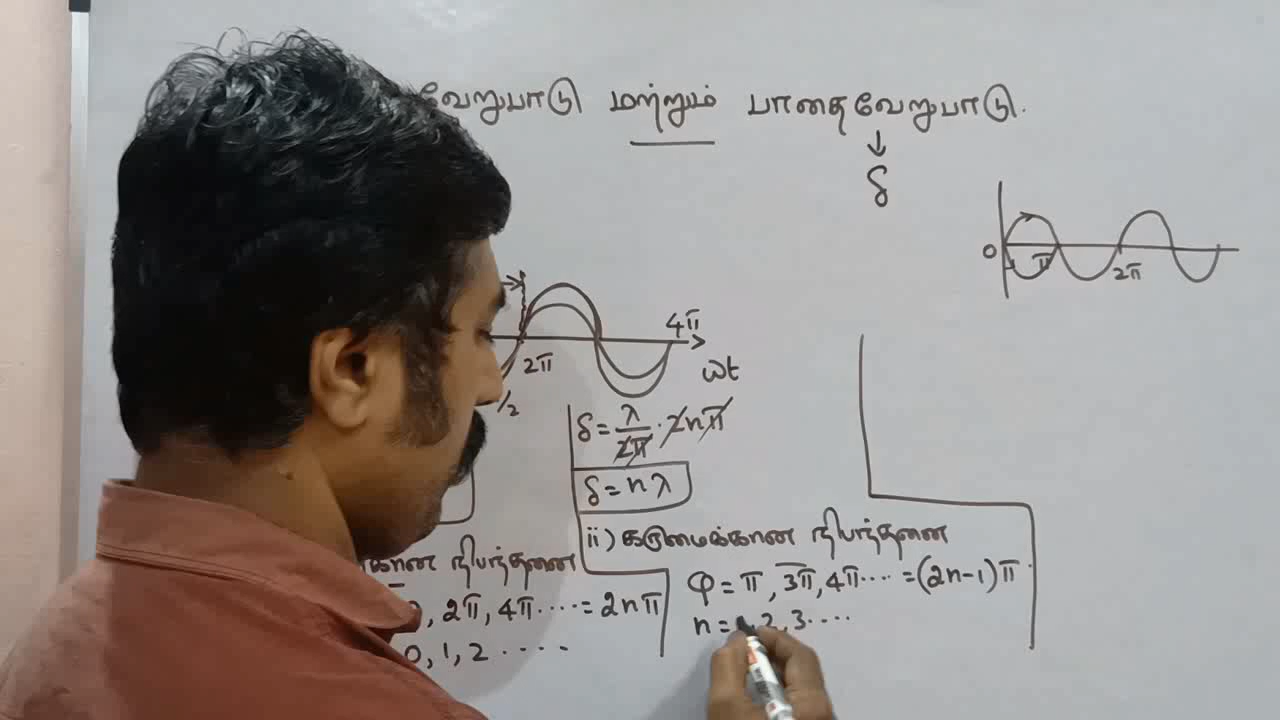 வேறுபாடு மற்றும் பாதைவேறுபாடு.
↓
δ
0 π 2π
2π 4π
ωt
/2
δ = λ/2π · 2nπ
δ = nλ
ii) கருமைக்கான நிபந்தனை
கான நிபந்தனை
φ = π, 3π, 4π.... = (2n-1)π
0, 2π, 4π.... = 2nπ
n = 1, 2, 3....
0, 1, 2 .....